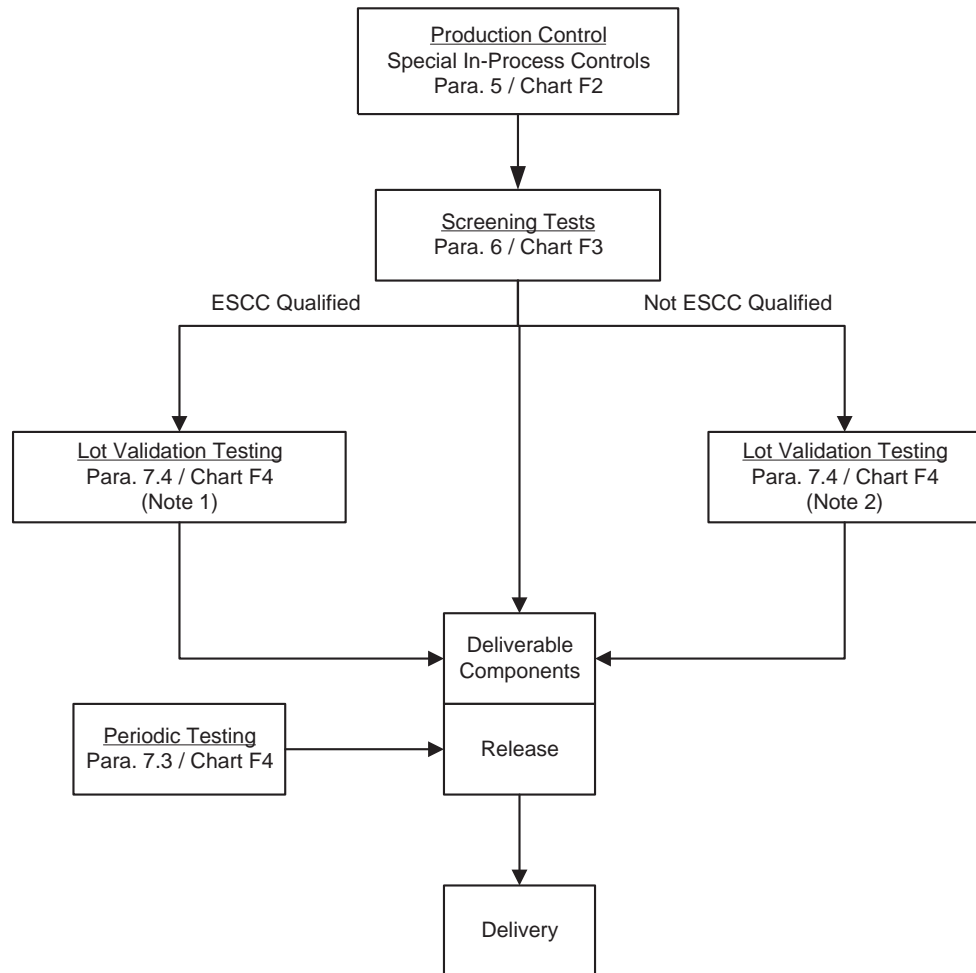 Production Control
Special In-Process Controls
Para. 5 / Chart F2
Screening Tests
Para. 6 / Chart F3
ESCC Qualified
Not ESCC Qualified
Lot Validation Testing
Para. 7.4 / Chart F4
(Note 1)
Lot Validation Testing
Para. 7.4 / Chart F4
(Note 2)
Deliverable
Components
Periodic Testing
Para. 7.3 / Chart F4
Release
Delivery